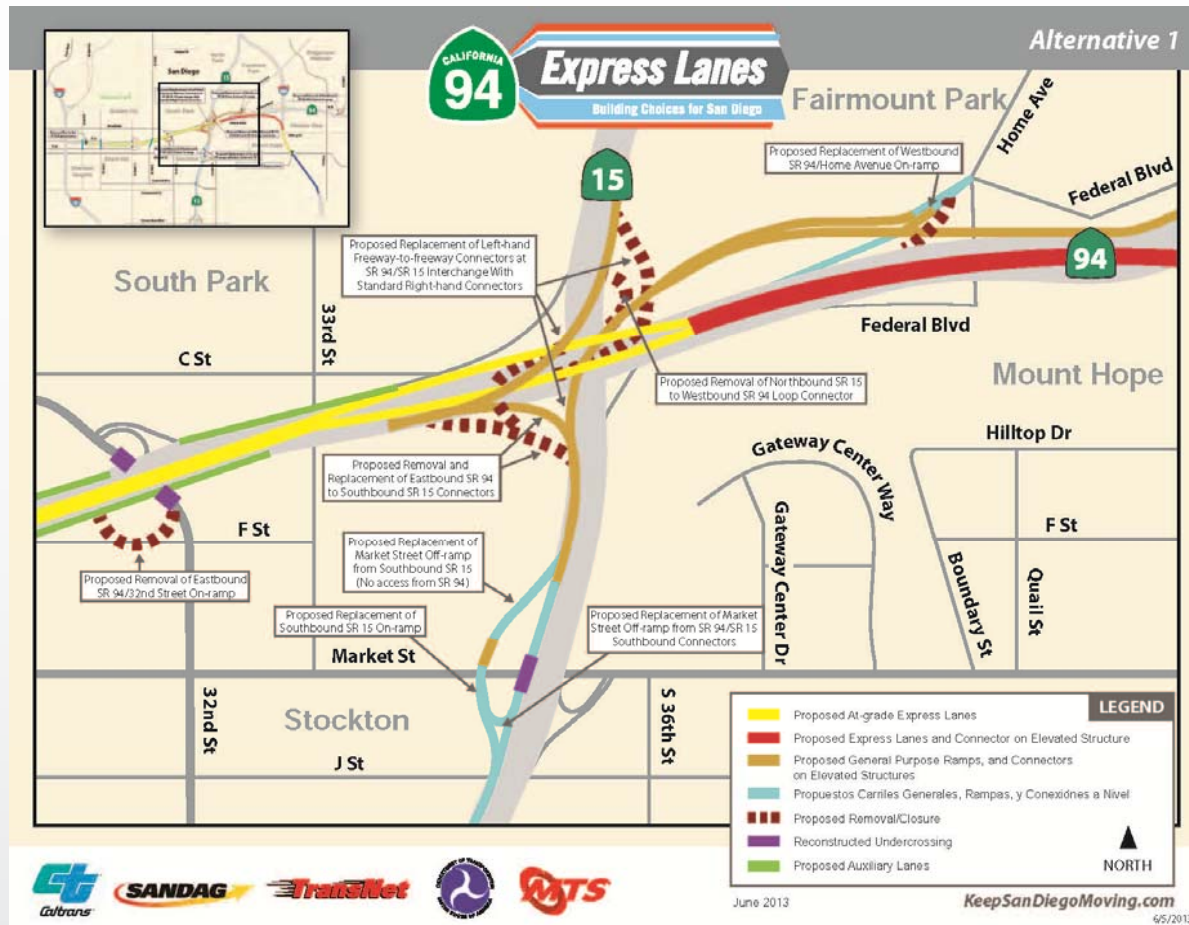 Alternative 1
CALIFORNIA
94
Express Lanes
Building Choices for San Diego
San Diego
Fairmount Park
Home Ave
Proposed Replacement of Westbound
SR 94/Home Avenue On-ramp
Federal Blvd
15
94
Proposed Replacement of Left-hand
Freeway-to-freeway Connectors at
SR 94/SR 15 Interchange With
Standard Right-hand Connectors
South Park
33rd St
Federal Blvd
C St
Mount Hope
Proposed Removal of Northbound SR 15
to Westbound SR 94 Loop Connector
Hilltop Dr
Gateway Center Way
Proposed Removal and
Replacement of Eastbound SR 94
to Southbound SR 15 Connectors
F St
Gateway Center Dr
F St
Boundary St
Quail St
Proposed Replacement of
Market Street Off-ramp
from Southbound SR 15
(No access from SR 94)
Proposed Removal of Eastbound
SR 94/32nd Street On-ramp
Proposed Replacement of
Southbound SR 15 On-ramp
Proposed Replacement of Market
Street Off-ramp from SR 94/SR 15
Southbound Connectors
Market St
32nd St
Stockton
S 36th St
J St
LEGEND
Proposed At-grade Express Lanes
Proposed Express Lanes and Connector on Elevated Structure
Proposed General Purpose Ramps, and Connectors
on Elevated Structures
Propuestos Carriles Generales, Rampas, y Conexiónes a Nivel
Proposed Removal/Closure
Reconstructed Undercrossing
Proposed Auxiliary Lanes
NORTH
Caltrans
SANDAG
TransNet
MTS
June 2013
KeepSanDiegoMoving.com